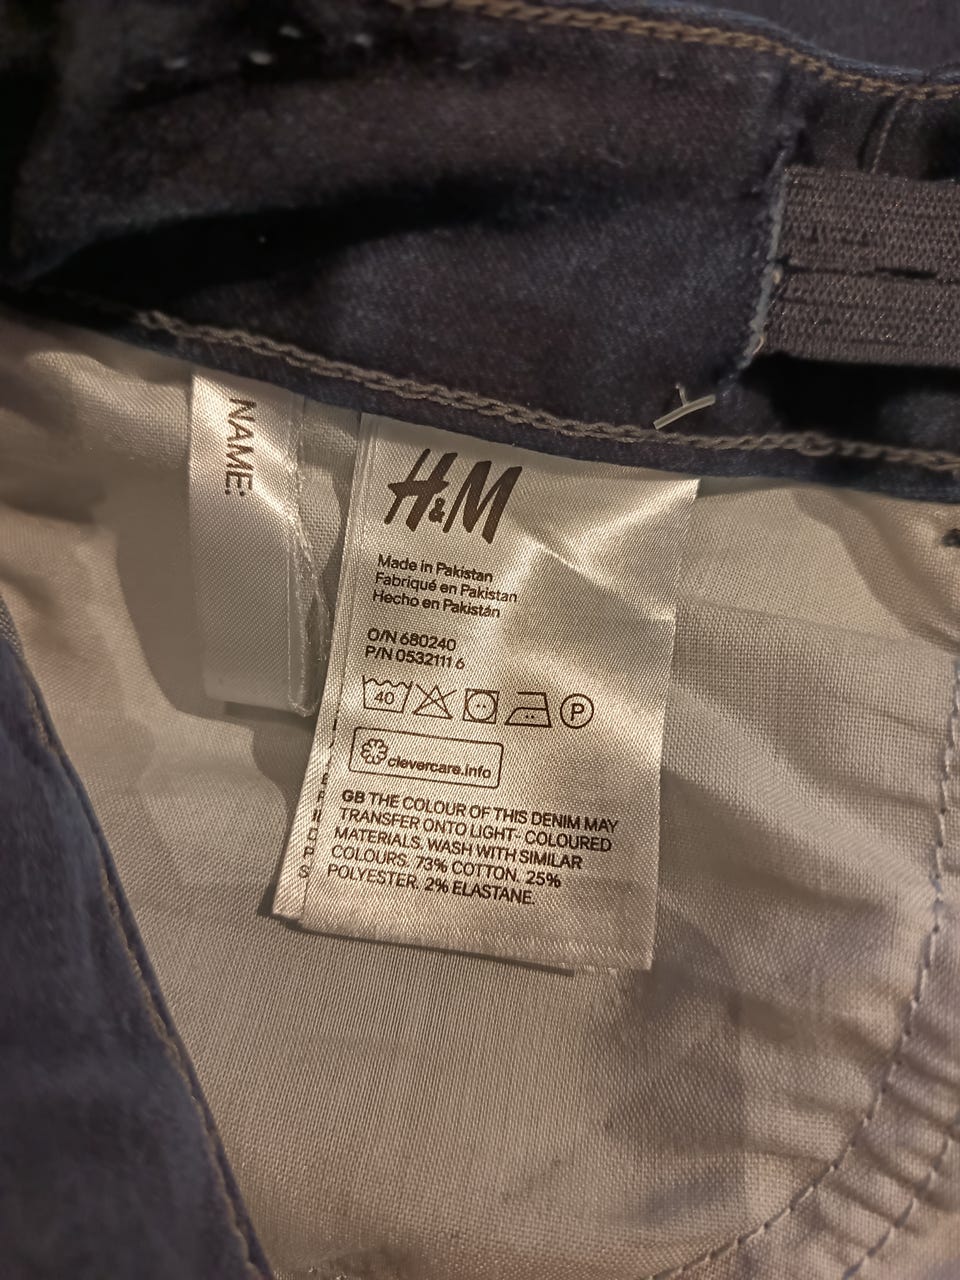 NAME:
H&M
Made in Pakistan
Fabriqué en Pakistan
Hecho en Pakistán
O/N 680240
P/N 0532111 6
40
P
clevercare.info
GB THE COLOUR OF THIS DENIM MAY
TRANSFER ONTO LIGHT- COLOURED
MATERIALS. WASH WITH SIMILAR
COLOURS. 73% COTTON. 25%
POLYESTER. 2% ELASTANE.